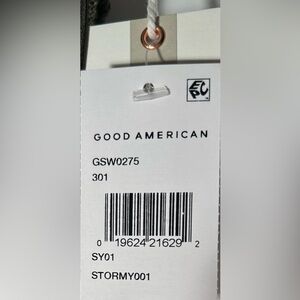 GOOD AMERICAN
GSW0275
301
0 19624 21629 2
SY01
STORMY001